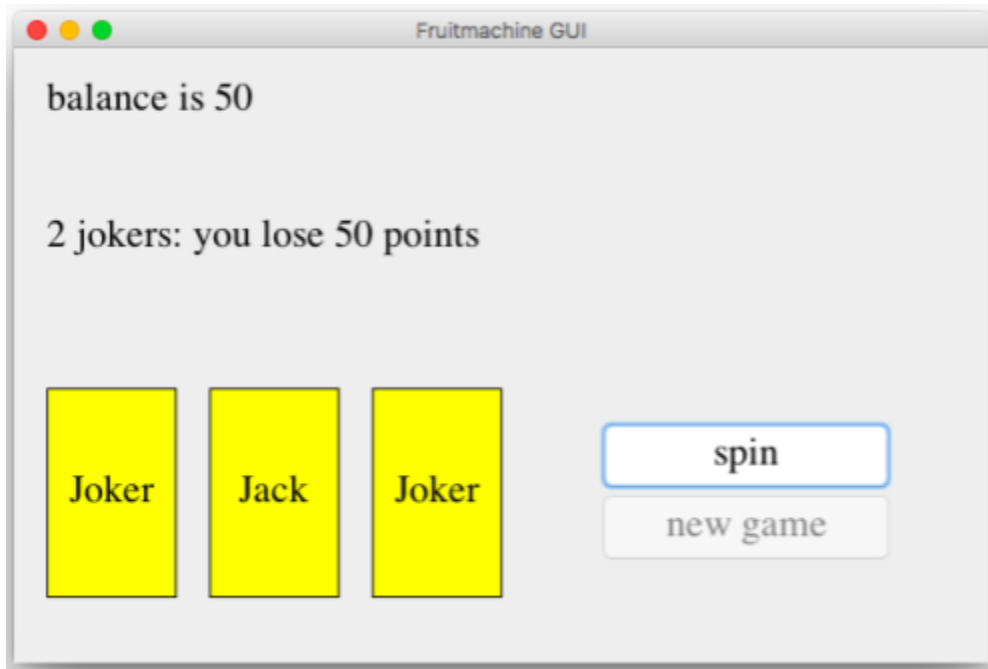 Fruitmachine GUI
balance is 50
2 jokers: you lose 50 points
Joker Jack Joker
spin
new game